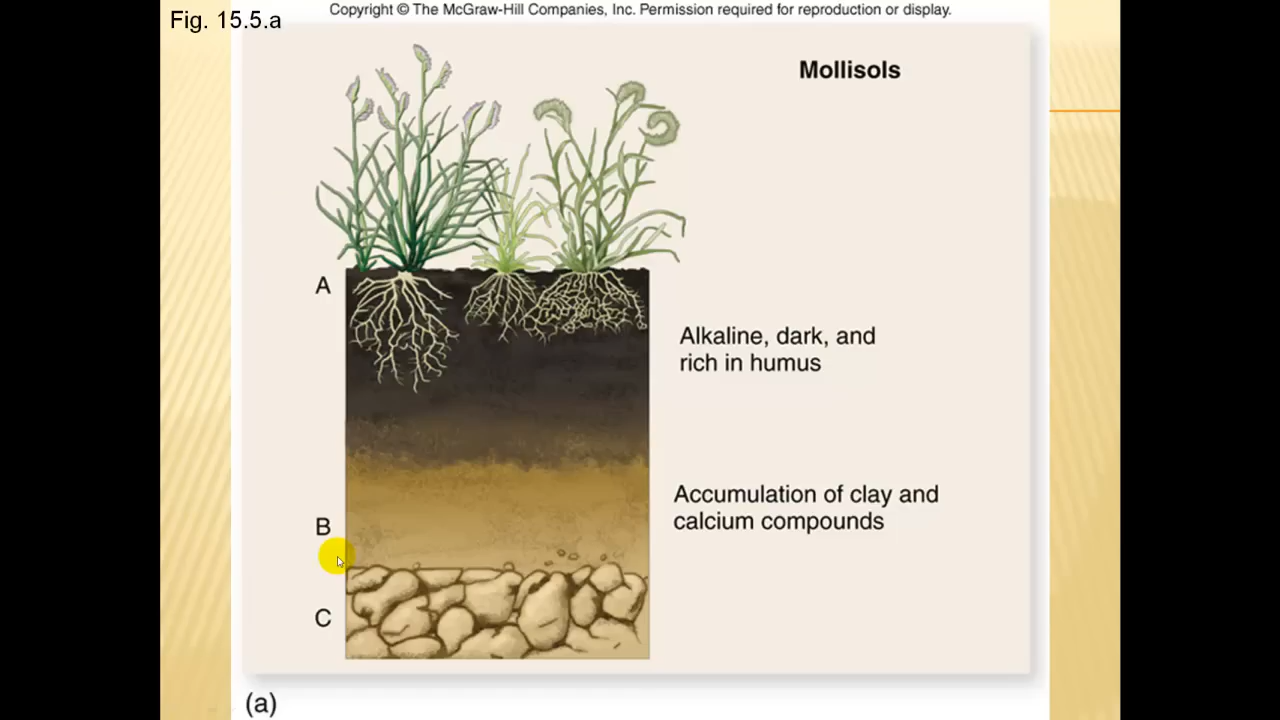 Copyright © The McGraw-Hill Companies, Inc. Permission required for reproduction or display.
Fig. 15.5.a
Mollisols
A
Alkaline, dark, and
rich in humus
Accumulation of clay and
calcium compounds
B
C
(a)